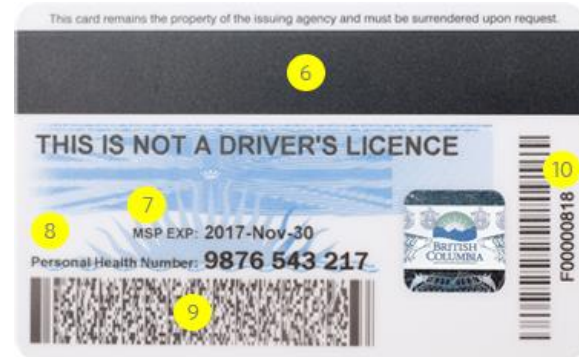 This card remains the property of the issuing agency and must be surrendered upon request.
6
THIS IS NOT A DRIVER'S LICENCE
10
7
8
MSP EXP: 2017-Nov-30
Personal Health Number: 9876 543 217
BRITISH
COLUMBIA
F00000818
9